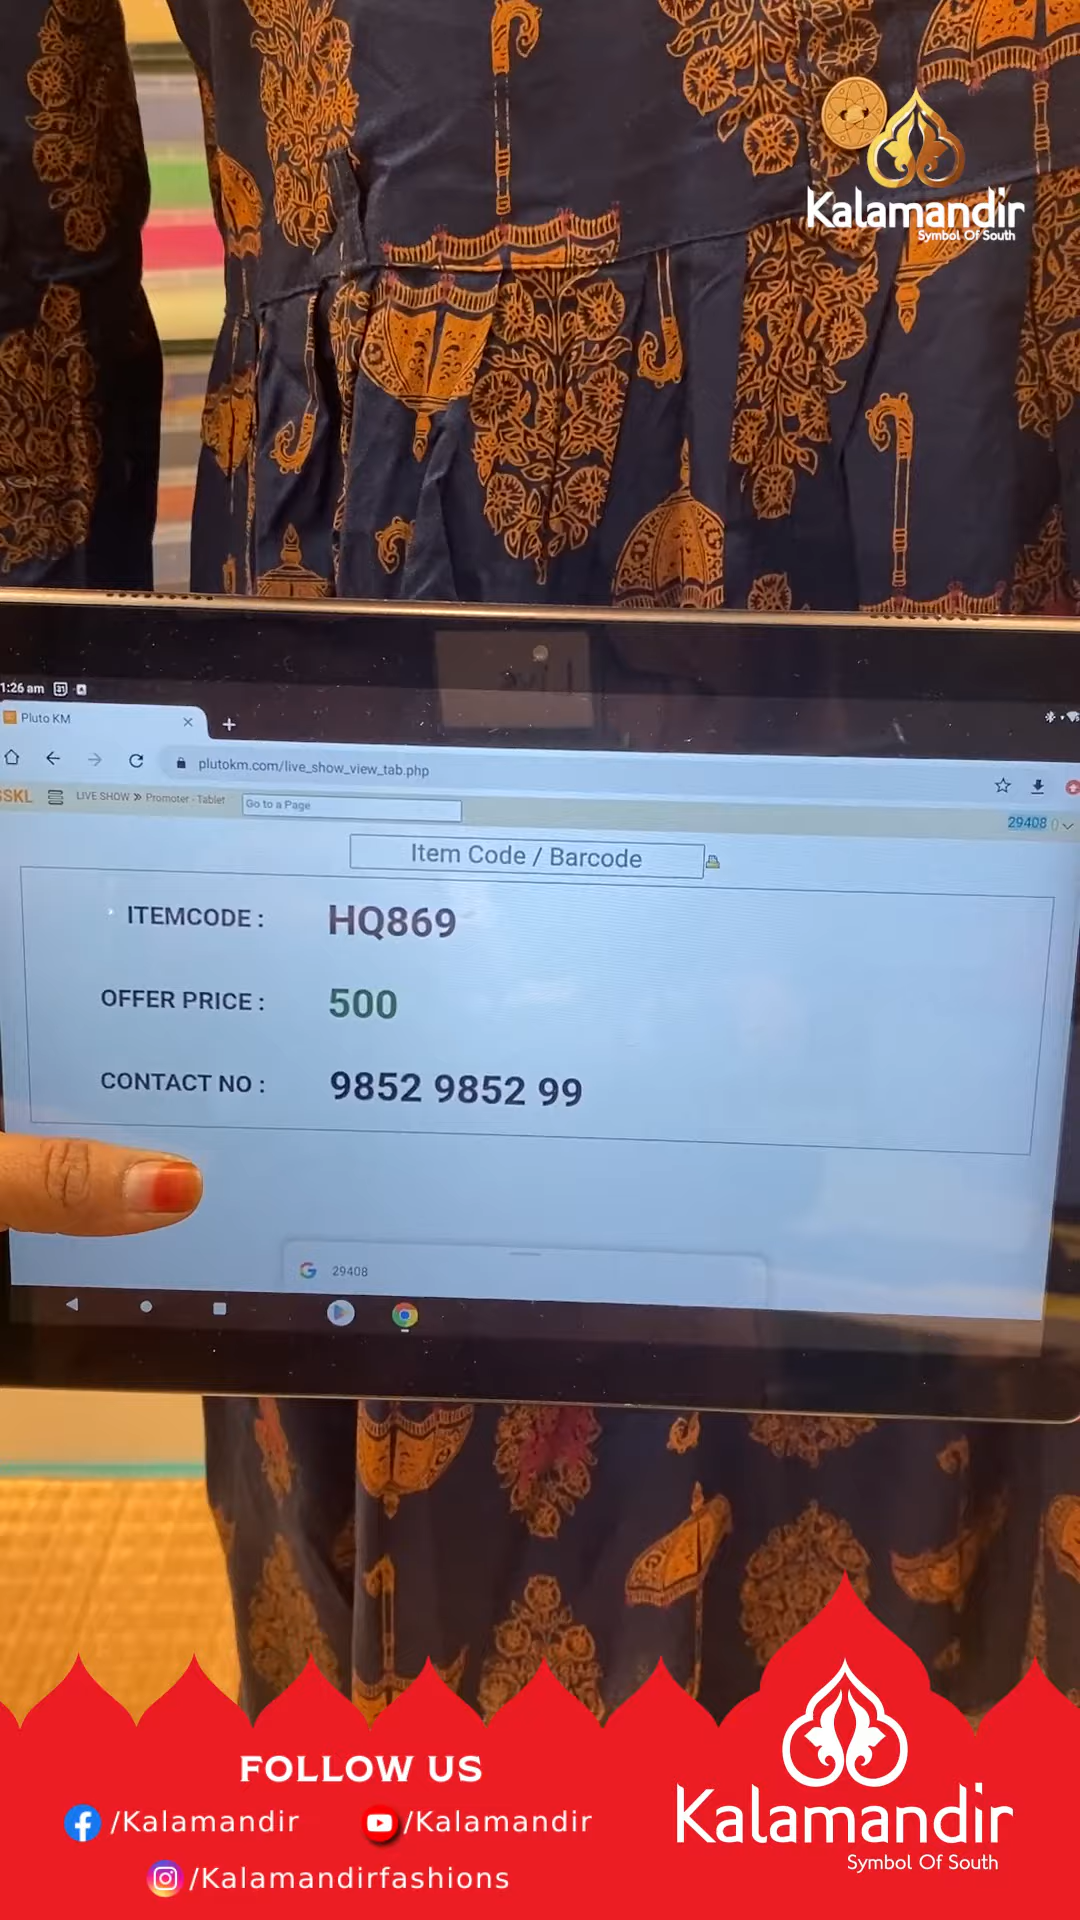 Kalamandir
Symbol Of South
1:26 am
Pluto KM
plutokm.com/live_show_view_tab.php
SKL
LIVE SHOW » Promoter - Tablet
Go to a Page
29408 ()
Item Code / Barcode
ITEMCODE : HQ869
OFFER PRICE : 500
CONTACT NO : 9852 9852 99
29408
FOLLOW US
/Kalamandir
/Kalamandir
/Kalamandirfashions
Kalamandir
Symbol Of South